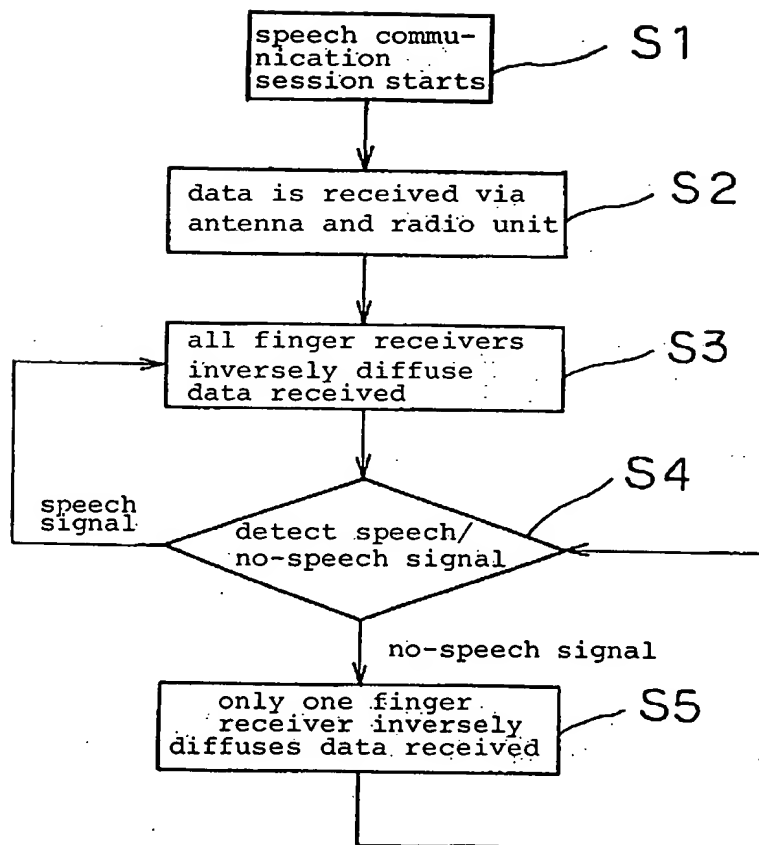 speech commu-
nication
session starts
S1
data is received via
antenna and radio unit
S2
all finger receivers
inversely diffuse
data received
S3
speech
signal
detect speech/
no-speech signal
S4
no-speech signal
only one finger
receiver inversely
diffuses data received
S5